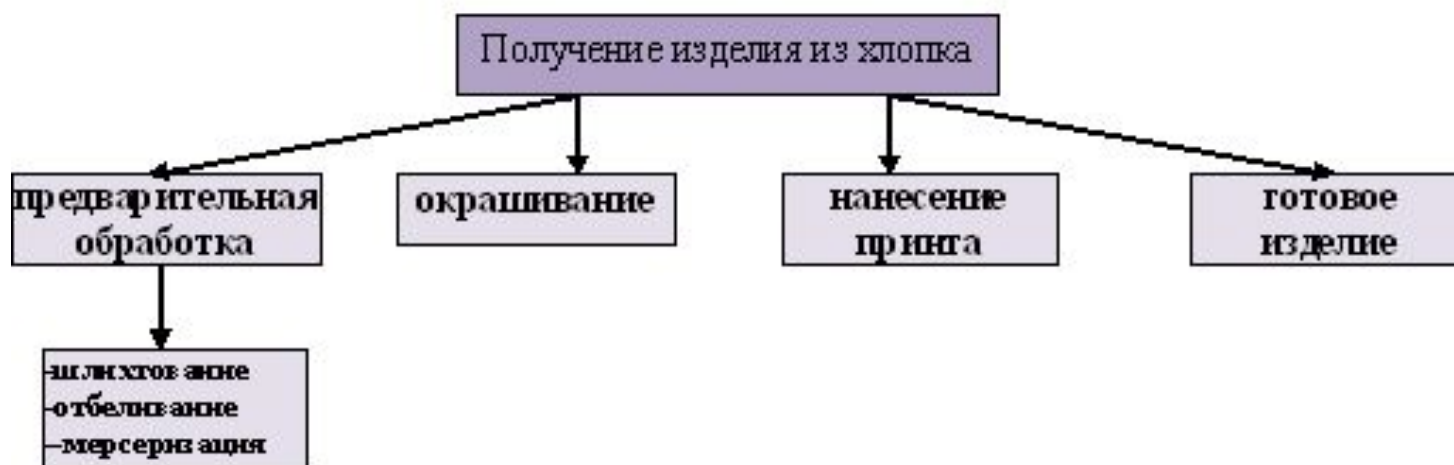 Получение изделия из хлопка
предварительная
обработка
окрашивание
нанесение
принта
готовое
изделие
-шлихтование
-отбеливание
–мерсеризация